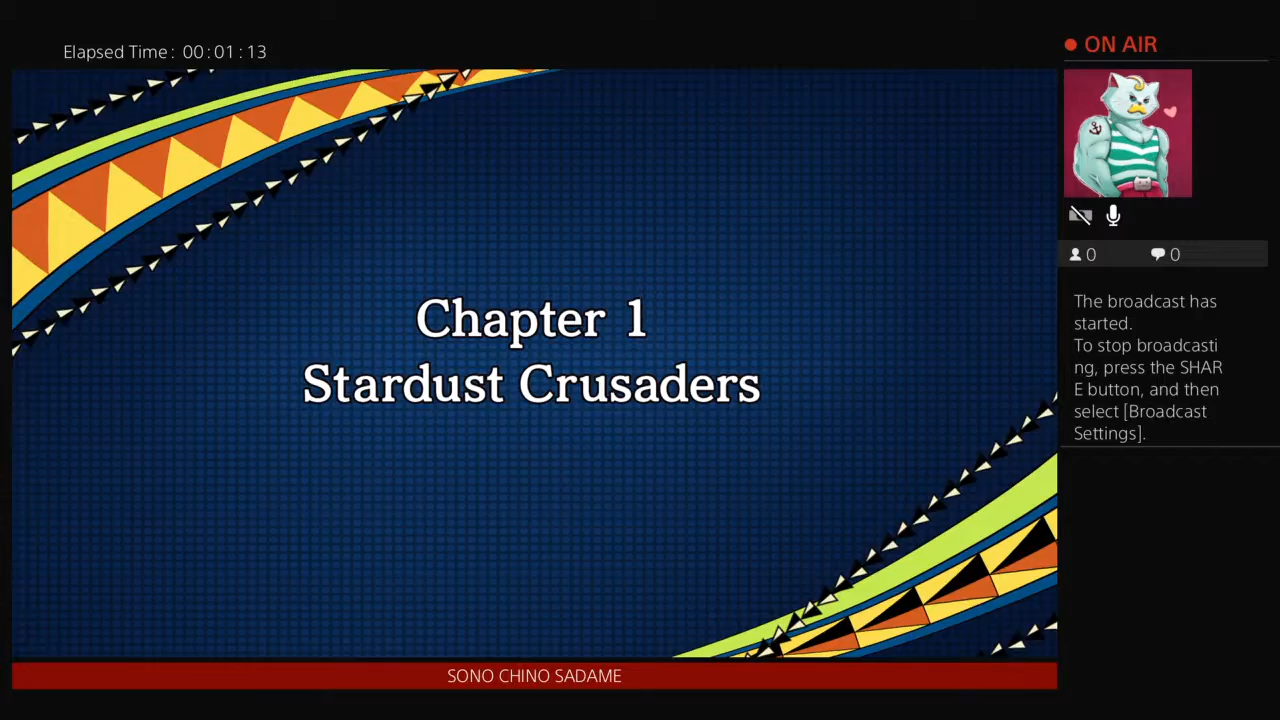 Elapsed Time: 00:01:13
ON AIR
0 0
Chapter 1
Stardust Crusaders
The broadcast has
started.
To stop broadcasti
ng, press the SHAR
E button, and then
select [Broadcast
Settings].
SONO CHINO SADAME